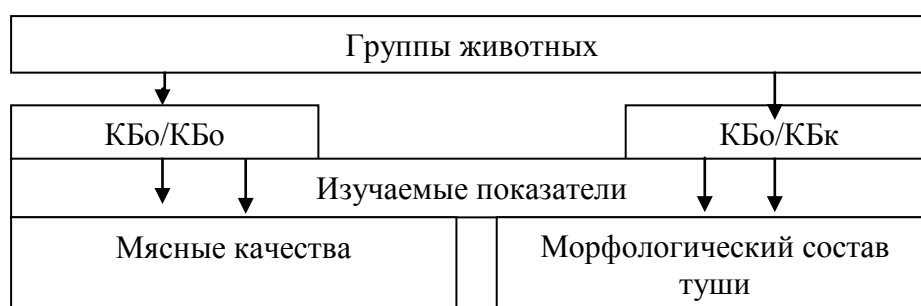 Группы животных
КБо/КБо
КБо/КБк
Изучаемые показатели
Мясные качества
Морфологический состав
туши